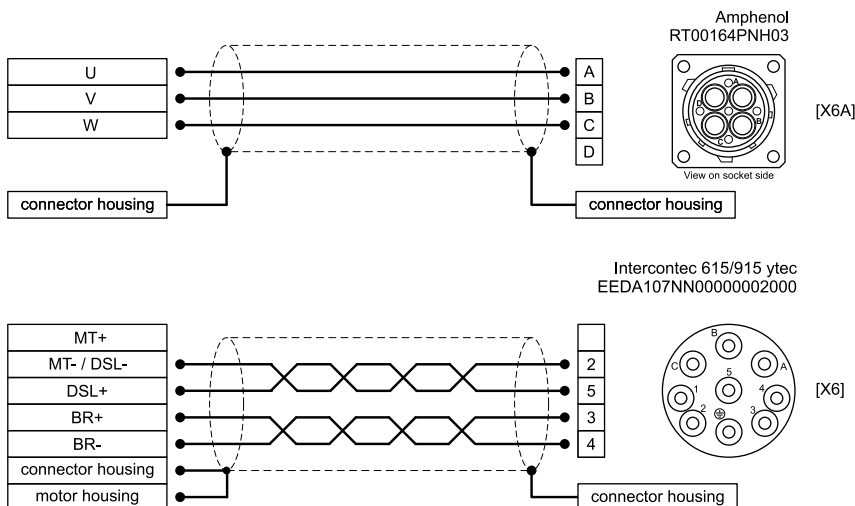 Amphenol
RT00164PNH03
U
V
W
A
B
C
D
A
D
B
C
[X6A]
View on socket side
connector housing
connector housing
Intercontec 615/915 ytec
EEDA107NN00000002000
MT+
MT- / DSL-
DSL+
BR+
BR-
connector housing
motor housing
2
5
3
4
B
C
A
5
1
4
2
3
[X6]
connector housing